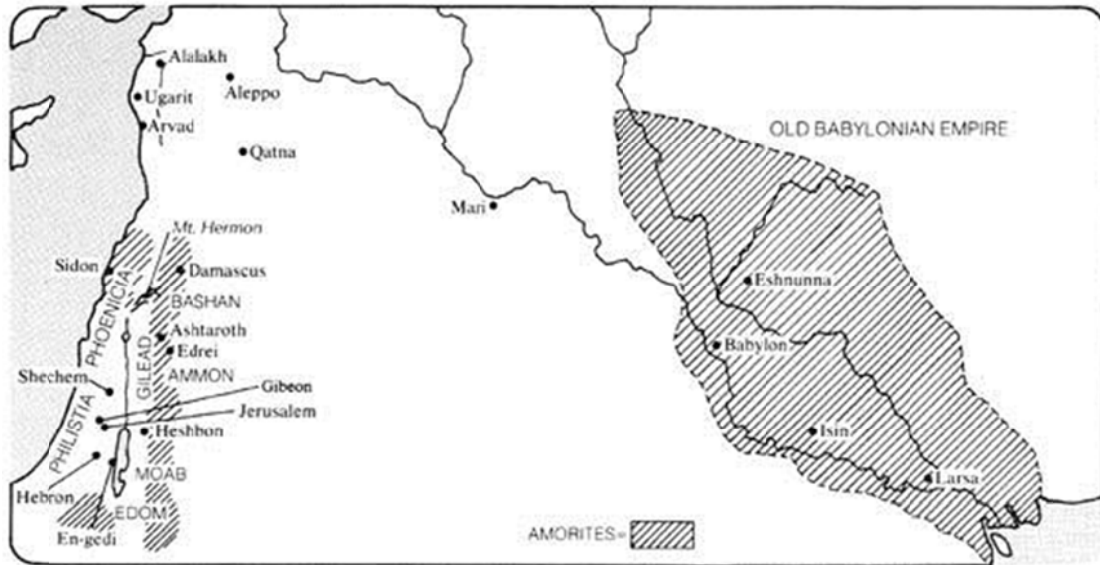 Alalakh
Aleppo
Ugarit
Arvad
Qatna
OLD BABYLONIAN EMPIRE
Mari
Mt. Hermon
Sidon
Damascus
PHOENICIA
BASHAN
Eshnunna
Ashtaroth
Edrei
Babylon
GILEAD
AMMON
Shechem
Gibeon
Jerusalem
PHILISTIA
Heshbon
Isin
MOAB
Hebron
Larsa
EDOM
En-gedi
AMORITES=